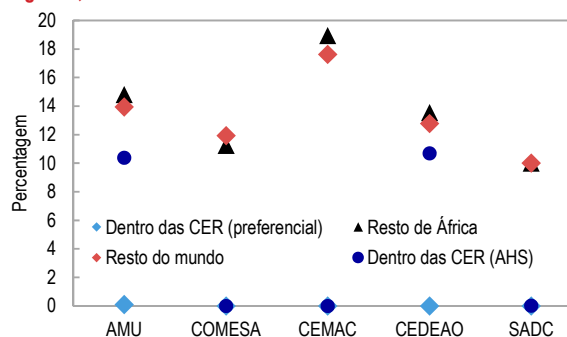 20
18
16
14
12
10
8
6
4
2
0
Percentagem
Dentro das CER (preferencial)
Resto de África
Resto do mundo
Dentro das CER (AHS)
AMU
COMESA
CEMAC
CEDEAO
SADC